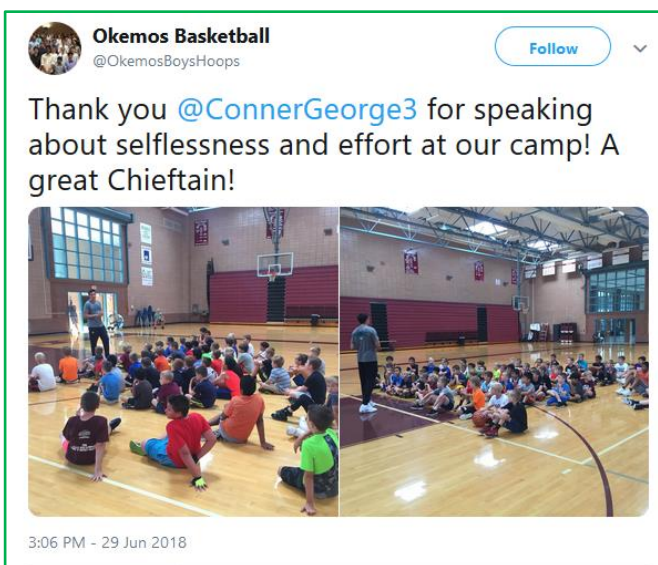 Okemos Basketball
@OkemosBoysHoops
Follow
Thank you @ConnerGeorge3 for speaking
about selflessness and effort at our camp! A
great Chieftain!
3:06 PM - 29 Jun 2018